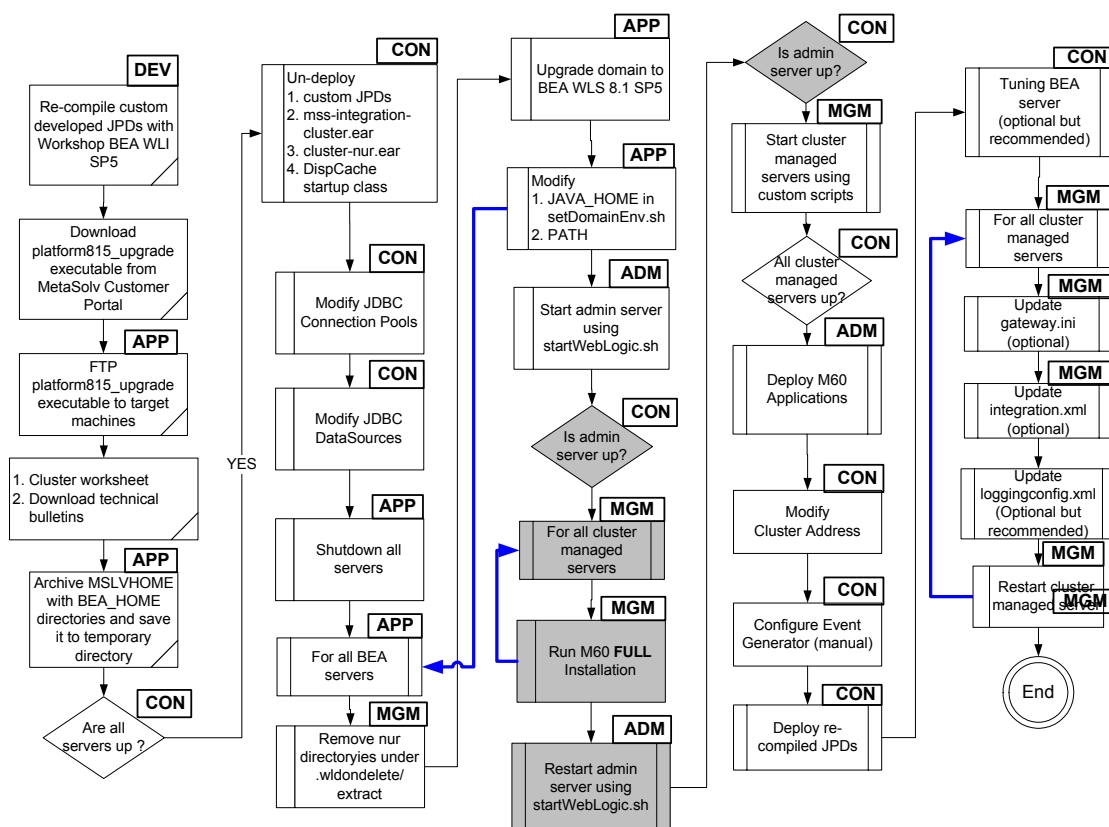 DEV
Re-compile custom
developed JPDs with
Workshop BEA WLI
SP5
Download
platform815_upgrade
executable from
MetaSolv Customer
Portal
APP
FTP
platform815_upgrade
executable to target
machines
1. Cluster worksheet
2. Download technical
bulletins
APP
Archive MSLVHOME
with BEA_HOME
directories and save
it to temporary
directory
CON
Are all
servers up ?
YES
CON
Un-deploy
1. custom JPDs
2. mss-integration-
cluster.ear
3. cluster-nur.ear
4. DispCache
startup class
CON
Modify JDBC
Connection Pools
CON
Modify JDBC
DataSources
APP
Shutdown all
servers
APP
For all BEA
servers
MGM
Remove nur
directoryies under
.wldondelete/
extract
APP
Upgrade domain to
BEA WLS 8.1 SP5
APP
Modify
1. JAVA_HOME in
setDomainEnv.sh
2. PATH
ADM
Start admin server
using
startWebLogic.sh
CON
Is admin
server up?
MGM
For all cluster
managed
servers
MGM
Run M60 FULL
Installation
ADM
Restart admin
server using
startWebLogic.sh
CON
Is admin
server up?
MGM
Start cluster
managed
servers using
custom scripts
CON
All cluster
managed
servers up?
ADM
Deploy M60
Applications
CON
Modify
Cluster Address
CON
Configure Event
Generator (manual)
CON
Deploy re-
compiled JPDs
CON
Tuning BEA
server
(optional but
recommended)
MGM
For all cluster
managed
servers
MGM
Update
gateway.ini
(optional)
MGM
Update
integration.xml
(optional)
Update
loggingconfig.xml
(Optional but
recommended)
MGM
Restart cluster
managed server
MGM
End